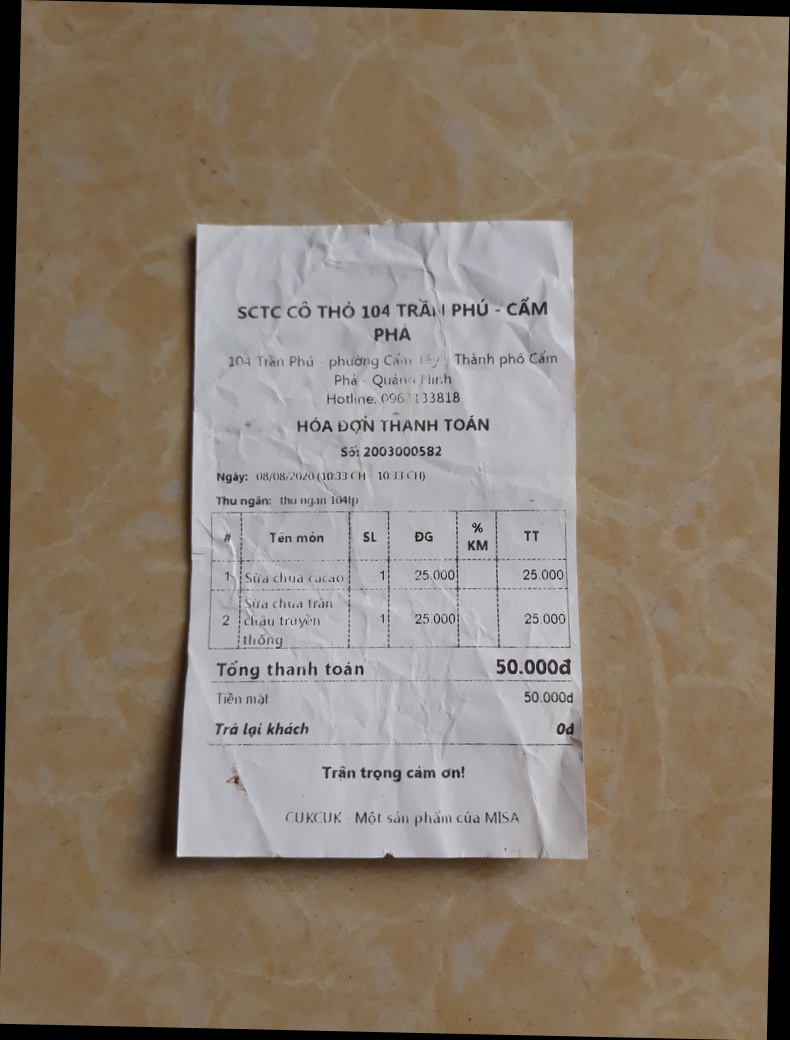 SCTC CÔ THỎ 104 TRẦN PHÚ - CẨM
PHẢ
104 Trần Phú - phường Cẩm Tây - Thành phố Cẩm
Phả - Quảng Ninh
Hotline:
HÓA ĐƠN THANH TOÁN
Số: 2003000582
Ngày: 08/08/2020 (10:33 CH - 10:33 CH)
Thu ngân: thu ngan 104tp
# Tên món SL ĐG % KM TT
1 Sữa chua cacao 1 25.000 25.000
2 Sữa chua trân châu truyền thống 1 25.000 25.000
Tổng thanh toán 50.000đ
Tiền mặt 50.000đ
Trả lại khách 0đ
Trân trọng cảm ơn!
CUKCUK - Một sản phẩm của MISA